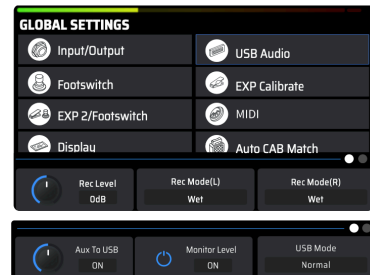 GLOBAL SETTINGS
Input/Output
USB Audio
Footswitch
EXP Calibrate
EXP 2/Footswitch
MIDI
Display
Auto CAB Match
Rec Level
Rec Mode(L)
Rec Mode(R)
0dB
Wet
Wet
Aux To USB
Monitor Level
USB Mode
ON
ON
Normal